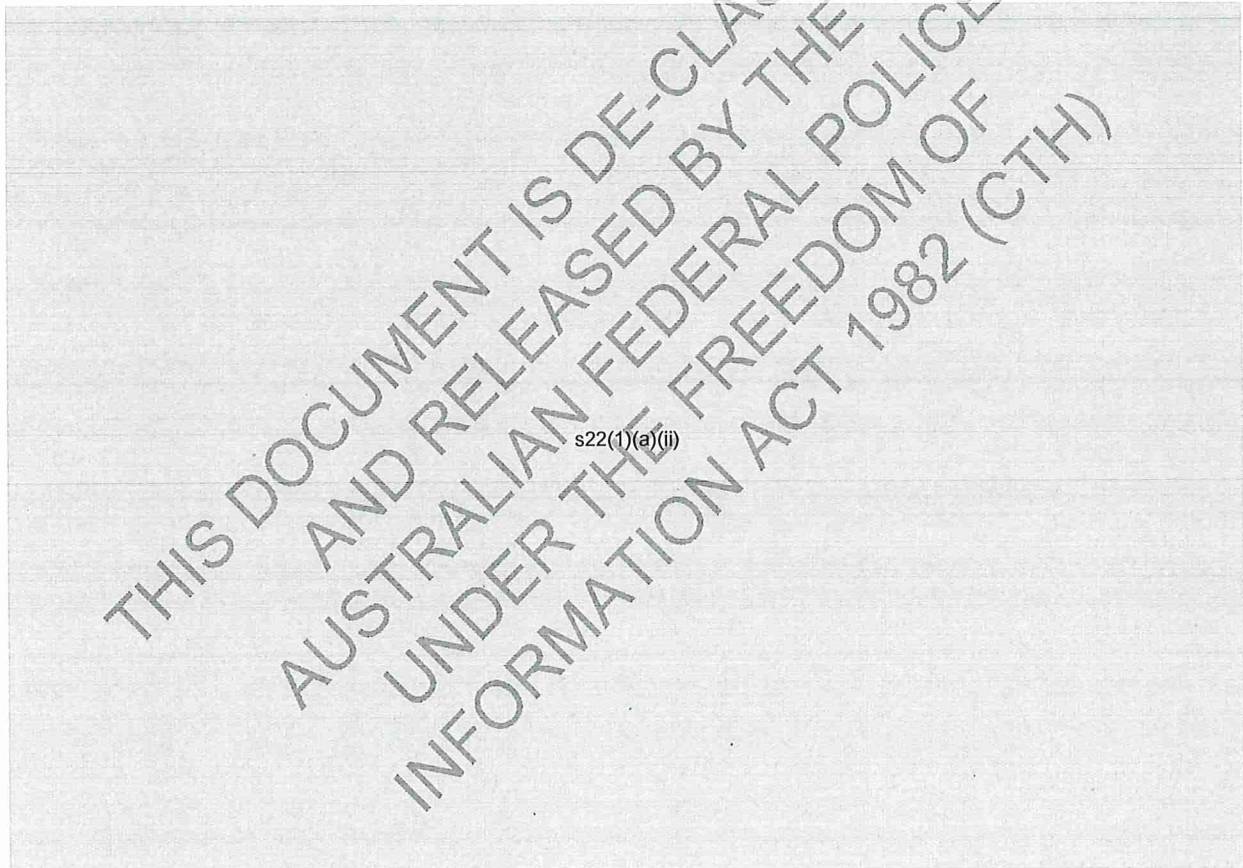 THIS DOCUMENT IS DE-CLAS
AND RELEASED BY THE
AUSTRALIAN FEDERAL POLICE
UNDER THE FREEDOM OF
INFORMATION ACT 1982 (CTH)
s22(1)(a)(ii)